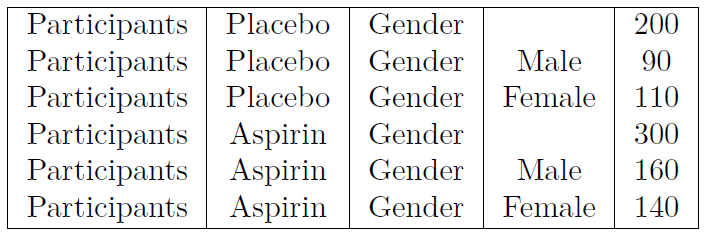 Participants Placebo Gender 200
Participants Placebo Gender Male 90
Participants Placebo Gender Female 110
Participants Aspirin Gender 300
Participants Aspirin Gender Male 160
Participants Aspirin Gender Female 140